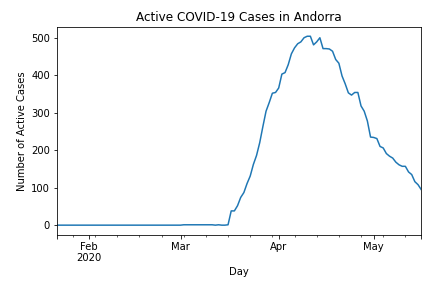 Active COVID-19 Cases in Andorra
Number of Active Cases
500
400
300
200
100
0
Feb
2020
Mar
Apr
May
Day